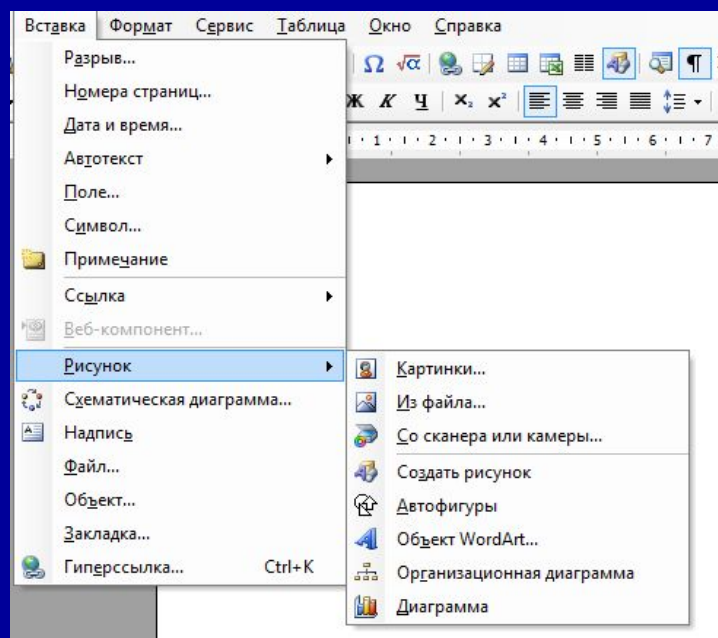 Вставка Формат Сервис Таблица Окно Справка
Разрыв...
Номера страниц...
Ж К Ч × x²
Дата и время...
1 2 3 4 5 6 7
Автотекст
Поле...
Символ...
Примечание
Ссылка
Веб-компонент...
Рисунок
Картинки...
Схематическая диаграмма...
Из файла...
Надпись
Со сканера или камеры...
Файл...
Создать рисунок
Объект...
Автофигуры
Закладка...
Объект WordArt...
Гиперссылка... Ctrl+K
Организационная диаграмма
Диаграмма